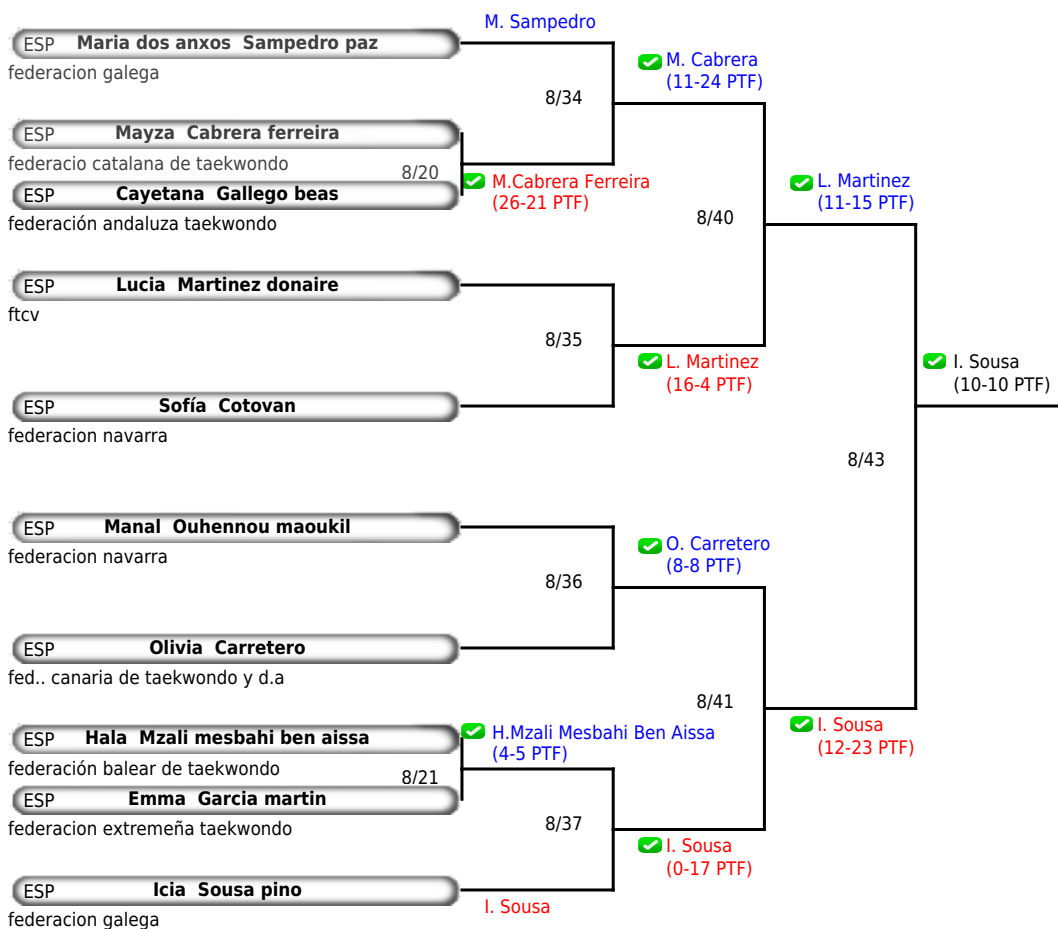 M. Sampedro
ESP Maria dos anxos Sampedro paz
federacion galega
M. Cabrera
(11-24 PTF)
8/34
ESP Mayza Cabrera ferreira
federacio catalana de taekwondo
8/20
M.Cabrera Ferreira
(26-21 PTF)
ESP Cayetana Gallego beas
federación andaluza taekwondo
L. Martinez
(11-15 PTF)
8/40
ESP Lucia Martinez donaire
ftcv
8/35
L. Martinez
(16-4 PTF)
I. Sousa
(10-10 PTF)
ESP Sofía Cotovan
federacion navarra
8/43
ESP Manal Ouhennou maoukil
federacion navarra
O. Carretero
(8-8 PTF)
8/36
ESP Olivia Carretero
fed.. canaria de taekwondo y d.a
8/41
ESP Hala Mzali mesbahi ben aissa
federación balear de taekwondo
H.Mzali Mesbahi Ben Aissa
(4-5 PTF)
I. Sousa
(12-23 PTF)
8/21
ESP Emma Garcia martin
federacion extremeña taekwondo
8/37
I. Sousa
(0-17 PTF)
ESP Icia Sousa pino
federacion galega
I. Sousa